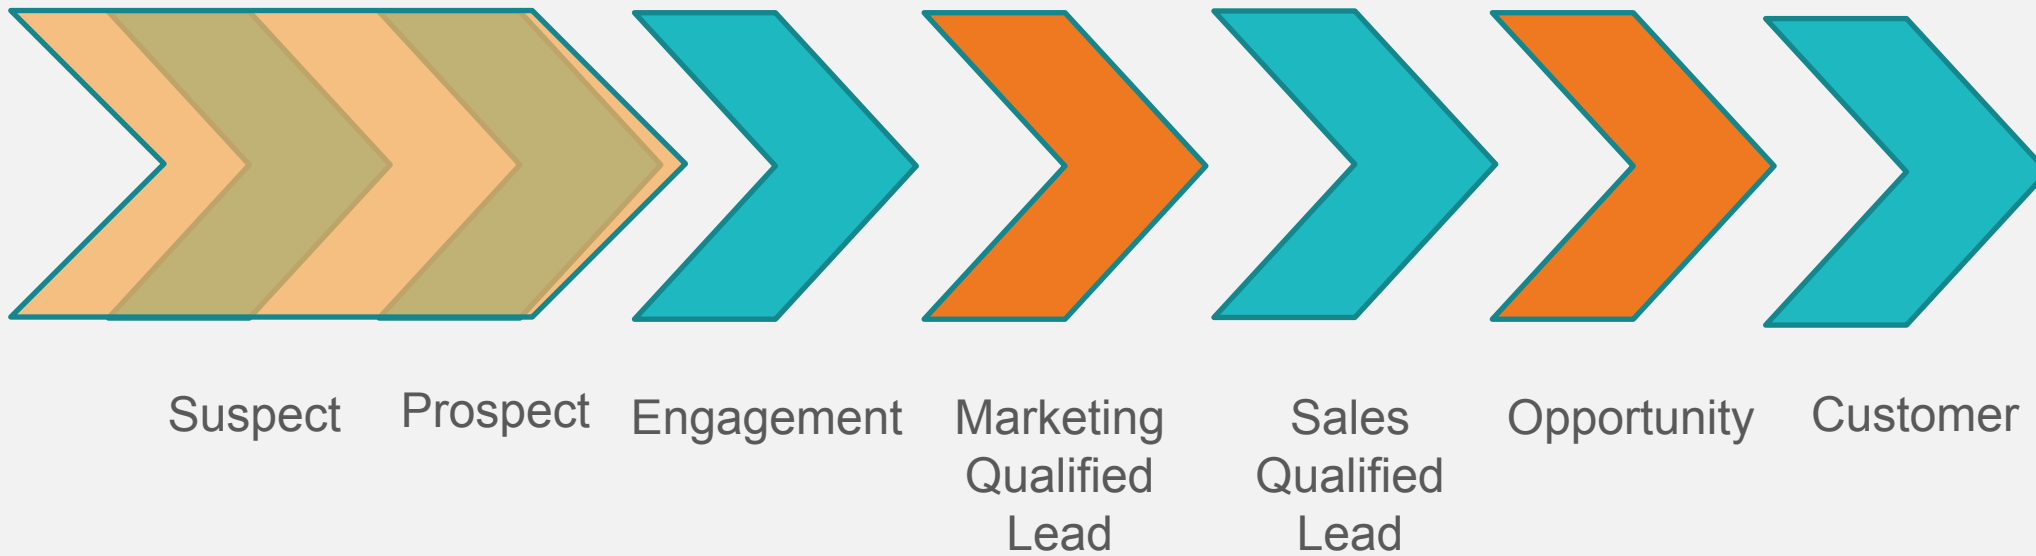 Suspect
Prospect
Engagement
Marketing
Qualified
Lead
Sales
Qualified
Lead
Opportunity
Customer